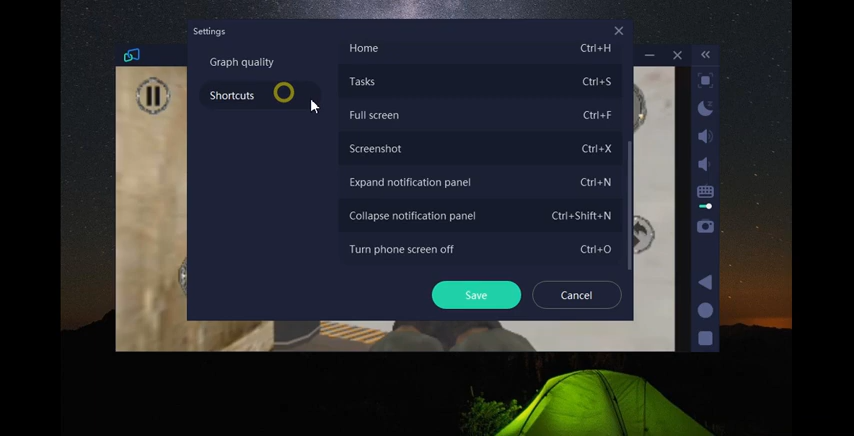 Settings
Graph quality
Shortcuts
Home Ctrl+H
Tasks Ctrl+S
Full screen Ctrl+F
Screenshot Ctrl+X
Expand notification panel Ctrl+N
Collapse notification panel Ctrl+Shift+N
Turn phone screen off Ctrl+O
Save Cancel